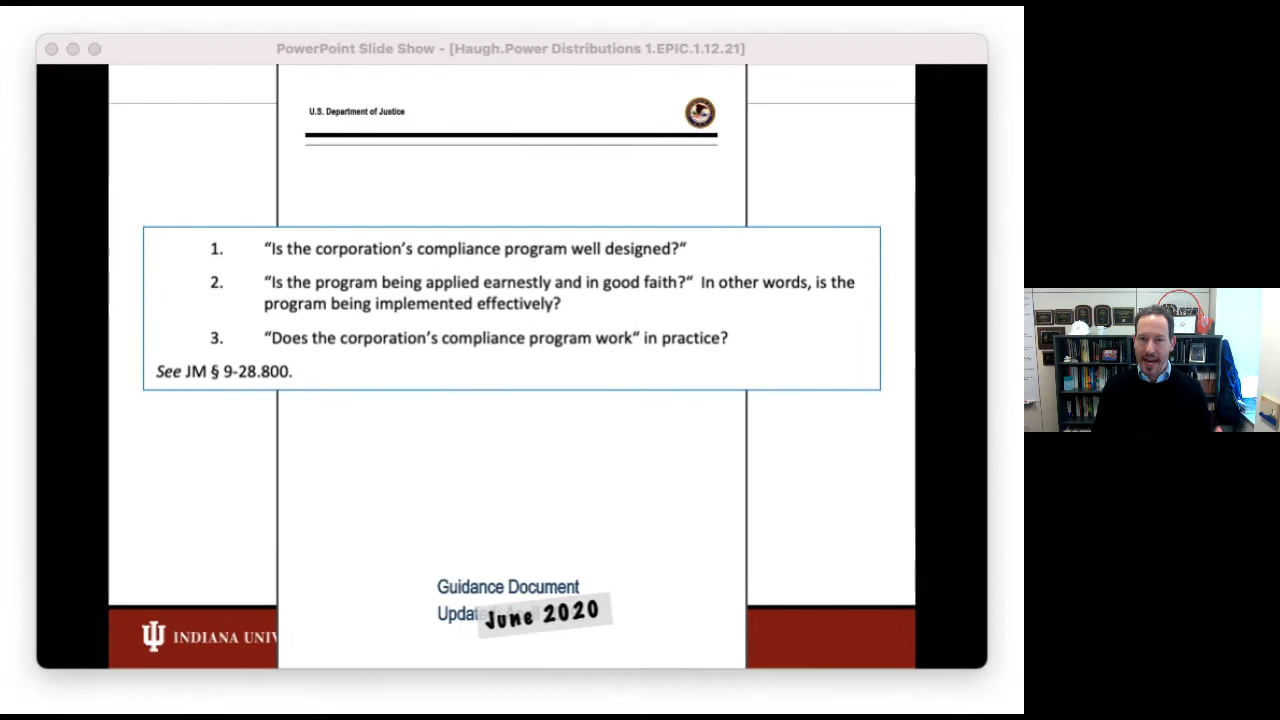 PowerPoint Slide Show - [Haugh.Power Distributions 1.EPIC.1.12.21]
U.S. Department of Justice
1. “Is the corporation’s compliance program well designed?“
2. “Is the program being applied earnestly and in good faith?“ In other words, is the
program being implemented effectively?
3. “Does the corporation’s compliance program work“ in practice?
See JM § 9-28.800.
Guidance Document
June 2020
INDIANA